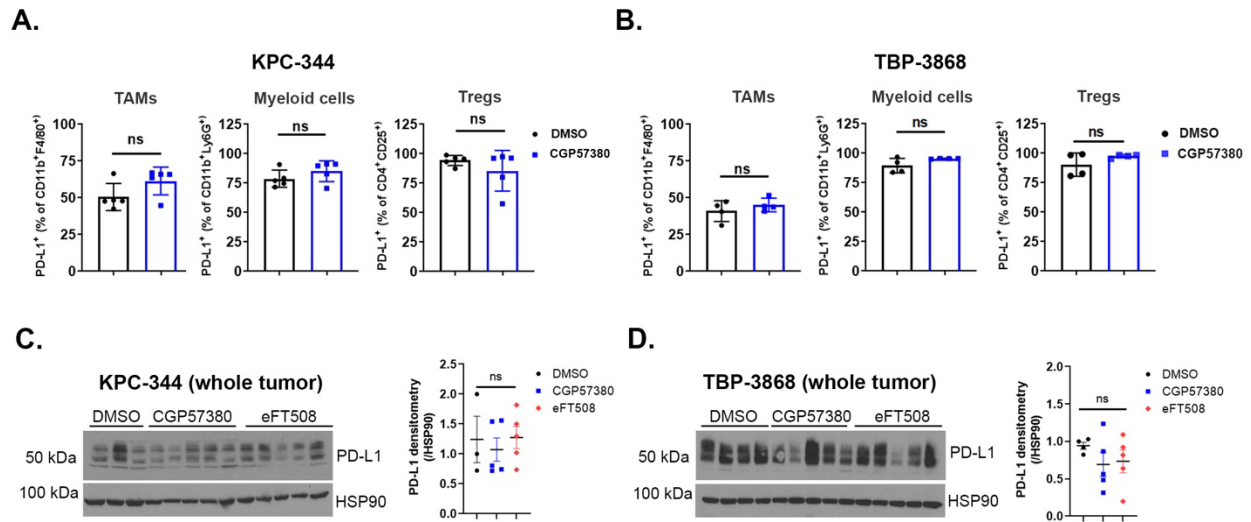 A.
KPC-344
TAMs
Myeloid cells
Tregs
PD-L1⁺ (% of CD11b⁺F4/80⁺)
100
75
50
25
0
ns
PD-L1⁺ (% of CD11b⁺Ly6G⁺)
125
100
75
50
25
0
ns
PD-L1⁺ (% of CD4⁺ CD25⁺)
125
100
75
50
25
0
ns
DMSO
CGP57380
B.
TBP-3868
TAMs
Myeloid cells
Tregs
PD-L1⁺ (% of CD11b⁺F4/80⁺)
100
75
50
25
0
ns
PD-L1⁺ (% of CD11b⁺Ly6G⁺)
125
100
75
50
25
0
ns
PD-L1⁺ (% of CD4⁺ CD25⁺)
125
100
75
50
25
0
ns
DMSO
CGP57380
C.
KPC-344 (whole tumor)
DMSO CGP57380 eFT508
50 kDa
PD-L1
100 kDa
HSP90
PD-L1 densitometry
(/HSP90)
2.5
2.0
1.5
1.0
0.5
0.0
ns
DMSO
CGP57380
eFT508
D.
TBP-3868 (whole tumor)
DMSO CGP57380 eFT508
50 kDa
PD-L1
100 kDa
HSP90
PD-L1 densitometry
(/HSP90)
2.0
1.5
1.0
0.5
0.0
ns
DMSO
CGP57380
eFT508